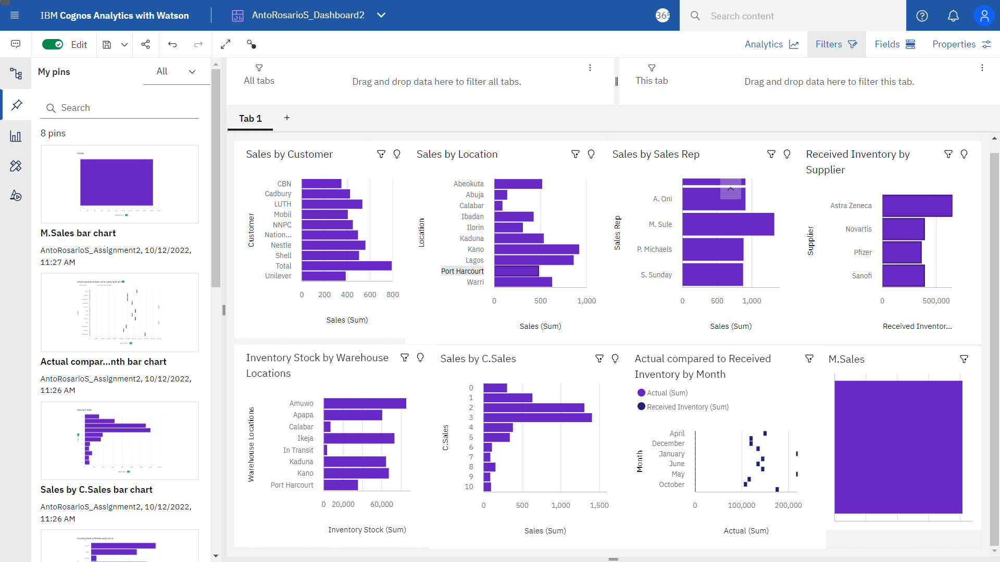 IBM Cognos Analytics with Watson
AntoRosarioS_Dashboard2
365
Search content
Edit
Analytics
Filters
Fields
Properties
My pins
All
Search
8 pins
M.Sales bar chart
AntoRosarioS_Assignment2, 10/12/2022,
11:27 AM
Actual compar...nth bar chart
AntoRosarioS_Assignment2, 10/12/2022,
11:26 AM
Sales by C.Sales bar chart
AntoRosarioS_Assignment2, 10/12/2022,
11:26 AM
All tabs
Drag and drop data here to filter all tabs.
This tab
Drag and drop data here to filter this tab.
Tab 1
Sales by Customer
Customer
CBN
Cadbury
LUTH
Mobil
NNPC
Nation...
Nestle
Shell
Total
Unilever
0 200 400 600 800
Sales (Sum)
Sales by Location
Location
Abeokuta
Abuja
Calabar
Ibadan
Ilorin
Kaduna
Kano
Lagos
Port Harcourt
Warri
0 500 1,000
Sales (Sum)
Sales by Sales Rep
Sales Rep
A. Oni
M. Sule
P. Michaels
S. Sunday
0 500 1,000
Sales (Sum)
Received Inventory by
Supplier
Supplier
Astra Zeneca
Novartis
Pfizer
Sanofi
0 500,000
Received Inventor...
Inventory Stock by Warehouse
Locations
Warehouse Locations
Amuwo
Apapa
Calabar
Ikeja
In Transit
Kaduna
Kano
Port Harcourt
0 20,000 60,000
Inventory Stock (Sum)
Sales by C.Sales
C.Sales
0
1
2
3
4
5
6
7
8
9
10
0 500 1,000 1,500
Sales (Sum)
Actual compared to Received
Inventory by Month
Actual (Sum)
Received Inventory (Sum)
Month
April
December
January
June
May
October
0 100,000 200,000
Actual (Sum)
M.Sales